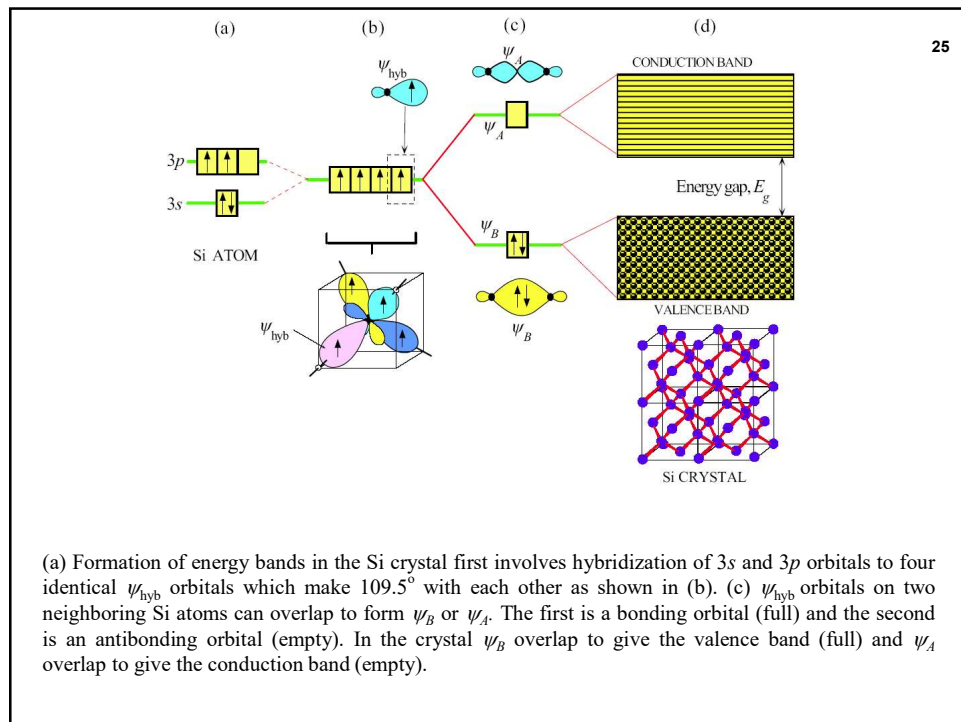 (a) (b) (c) (d)
25
ψhyb
ψA
CONDUCTION BAND
ψA
3p
Energy gap, Eg
3s
ψB
Si ATOM
VALENCE BAND
ψhyb
ψB
Si CRYSTAL
(a) Formation of energy bands in the Si crystal first involves hybridization of 3s and 3p orbitals to four
identical ψhyb orbitals which make 109.5° with each other as shown in (b). (c) ψhyb orbitals on two
neighboring Si atoms can overlap to form ψB or ψA. The first is a bonding orbital (full) and the second
is an antibonding orbital (empty). In the crystal ψB overlap to give the valence band (full) and ψA
overlap to give the conduction band (empty).